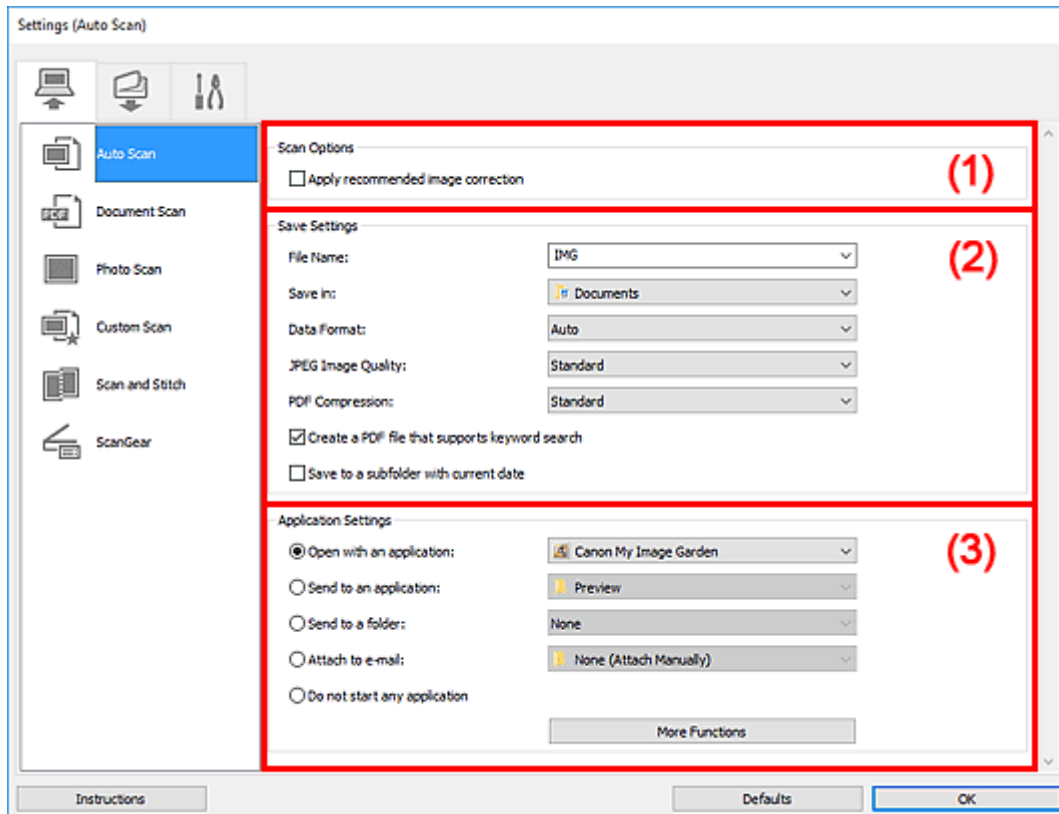 Settings (Auto Scan)
Auto Scan
Document Scan
Photo Scan
Custom Scan
Scan and Stitch
ScanGear
Scan Options
Apply recommended image correction
(1)
Save Settings
(2)
File Name: IMG
Save in: Documents
Data Format: Auto
JPEG Image Quality: Standard
PDF Compression: Standard
Create a PDF file that supports keyword search
Save to a subfolder with current date
Application Settings
(3)
Open with an application: Canon My Image Garden
Send to an application: Preview
Send to a folder: None
Attach to e-mail: None (Attach Manually)
Do not start any application
More Functions
Instructions Defaults OK